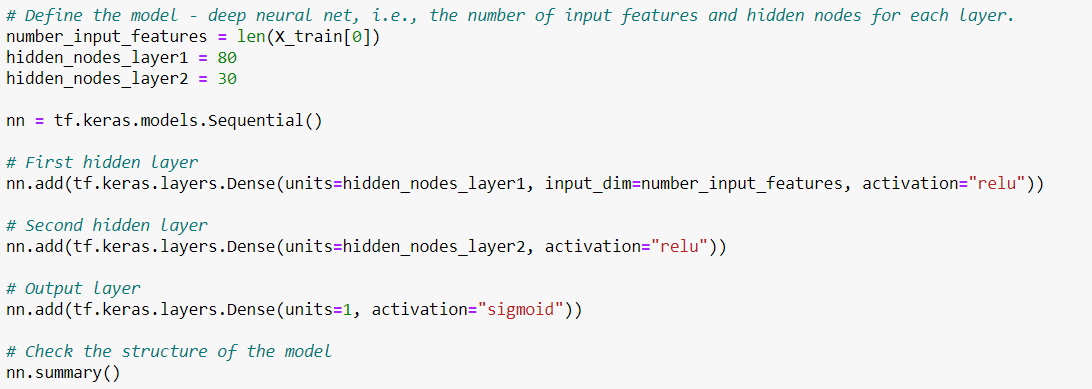 # Define the model - deep neural net, i.e., the number of input features and hidden nodes for each layer.
number_input_features = len(X_train[0])
hidden_nodes_layer1 = 80
hidden_nodes_layer2 = 30
nn = tf.keras.models.Sequential()
# First hidden layer
nn.add(tf.keras.layers.Dense(units=hidden_nodes_layer1, input_dim=number_input_features, activation="relu"))
# Second hidden layer
nn.add(tf.keras.layers.Dense(units=hidden_nodes_layer2, activation="relu"))
# Output layer
nn.add(tf.keras.layers.Dense(units=1, activation="sigmoid"))
# Check the structure of the model
nn.summary()